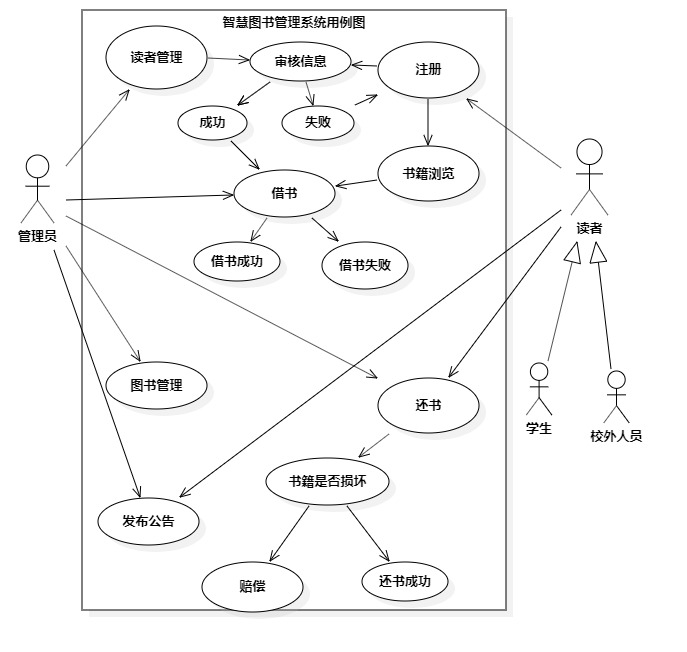 智慧图书管理系统用例图
读者管理
审核信息
注册
成功
失败
书籍浏览
借书
管理员
读者
借书成功
借书失败
图书管理
还书
学生
校外人员
书籍是否损坏
发布公告
赔偿
还书成功